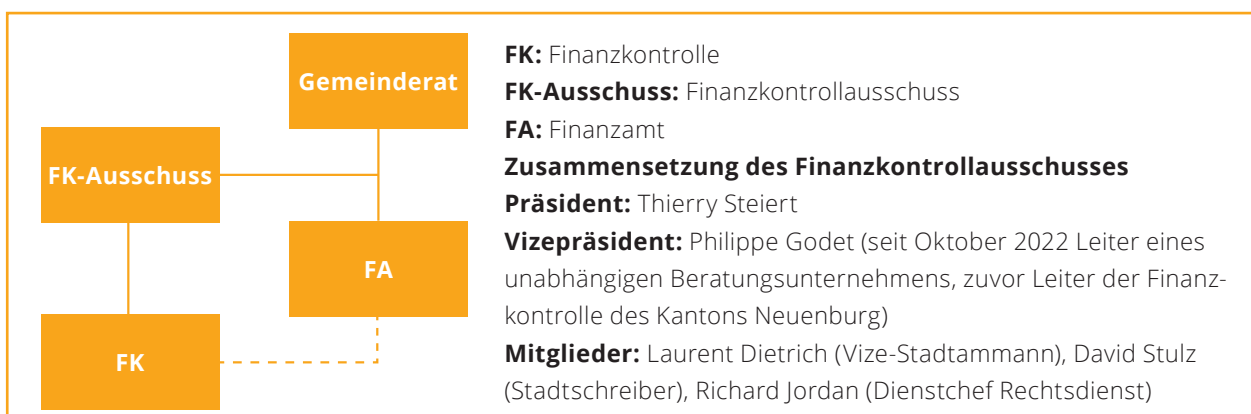 Gemeinderat
FK-Ausschuss
FA
FK
FK: Finanzkontrolle
FK-Ausschuss: Finanzkontrollausschuss
FA: Finanzamt
Zusammensetzung des Finanzkontrollausschusses
Präsident: Thierry Steiert
Vizepräsident: Philippe Godet (seit Oktober 2022 Leiter eines
unabhängigen Beratungsunternehmens, zuvor Leiter der Finanz-
kontrolle des Kantons Neuenburg)
Mitglieder: Laurent Dietrich (Vize-Stadtammann), David Stulz
(Stadtschreiber), Richard Jordan (Dienstchef Rechtsdienst)